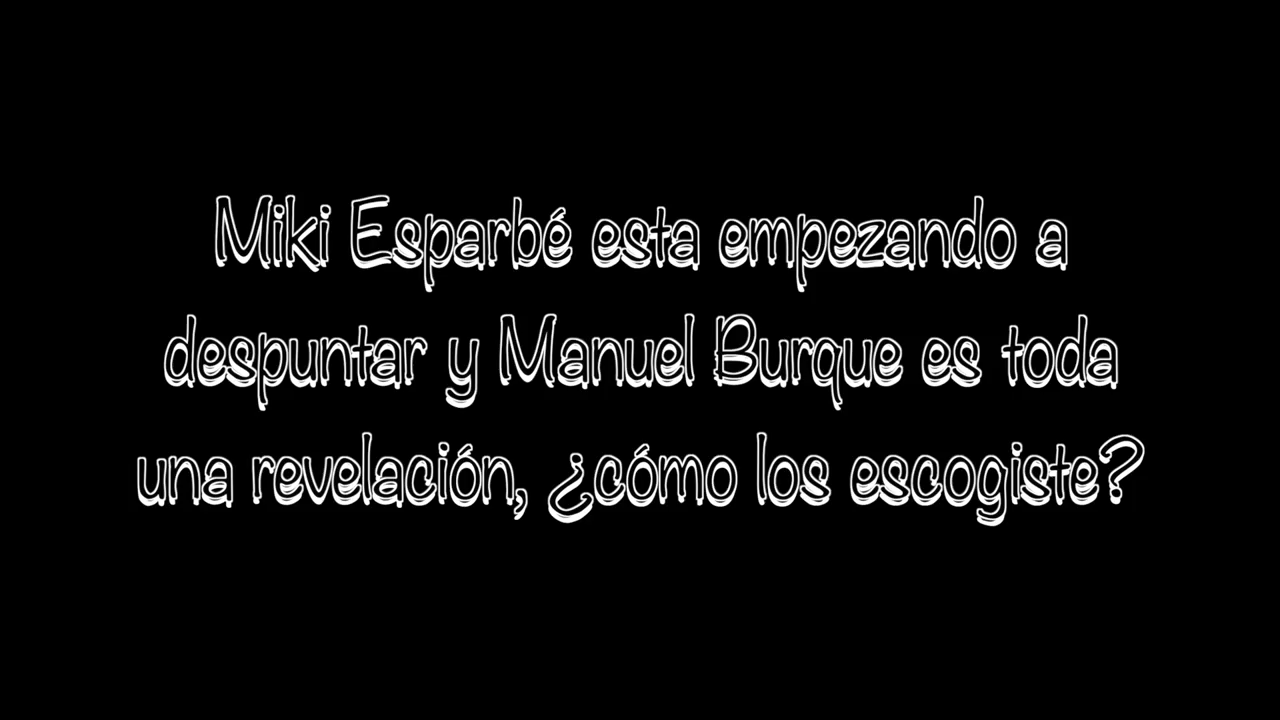 Miki Esparbé esta empezando a
despuntar y Manuel Burque es toda
una revelación, ¿cómo los escogiste?